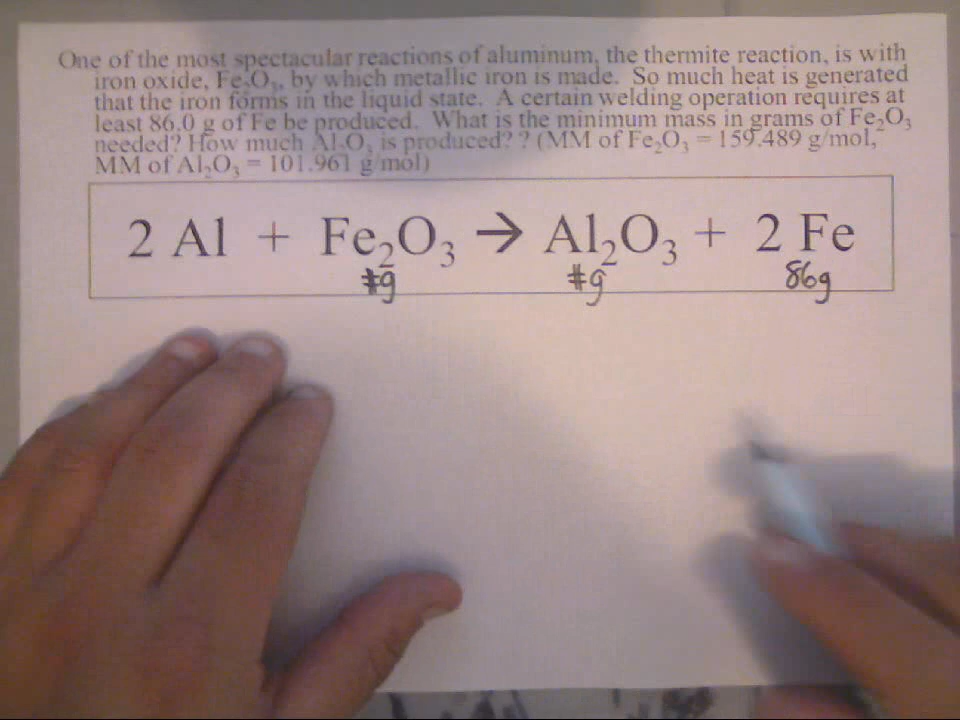 One of the most spectacular reactions of aluminum, the thermite reaction, is with
iron oxide, Fe₂O₃, by which metallic iron is made. So much heat is generated
that the iron forms in the liquid state. A certain welding operation requires at
least 86.0 g of Fe be produced. What is the minimum mass in grams of Fe₂O₃
needed? How much Al₂O₃ is produced? ? (MM of Fe₂O₃ = 159.489 g/mol,
MM of Al₂O₃ = 101.961 g/mol)
2 Al + Fe₂O₃ → Al₂O₃ + 2 Fe
#g #g 86g